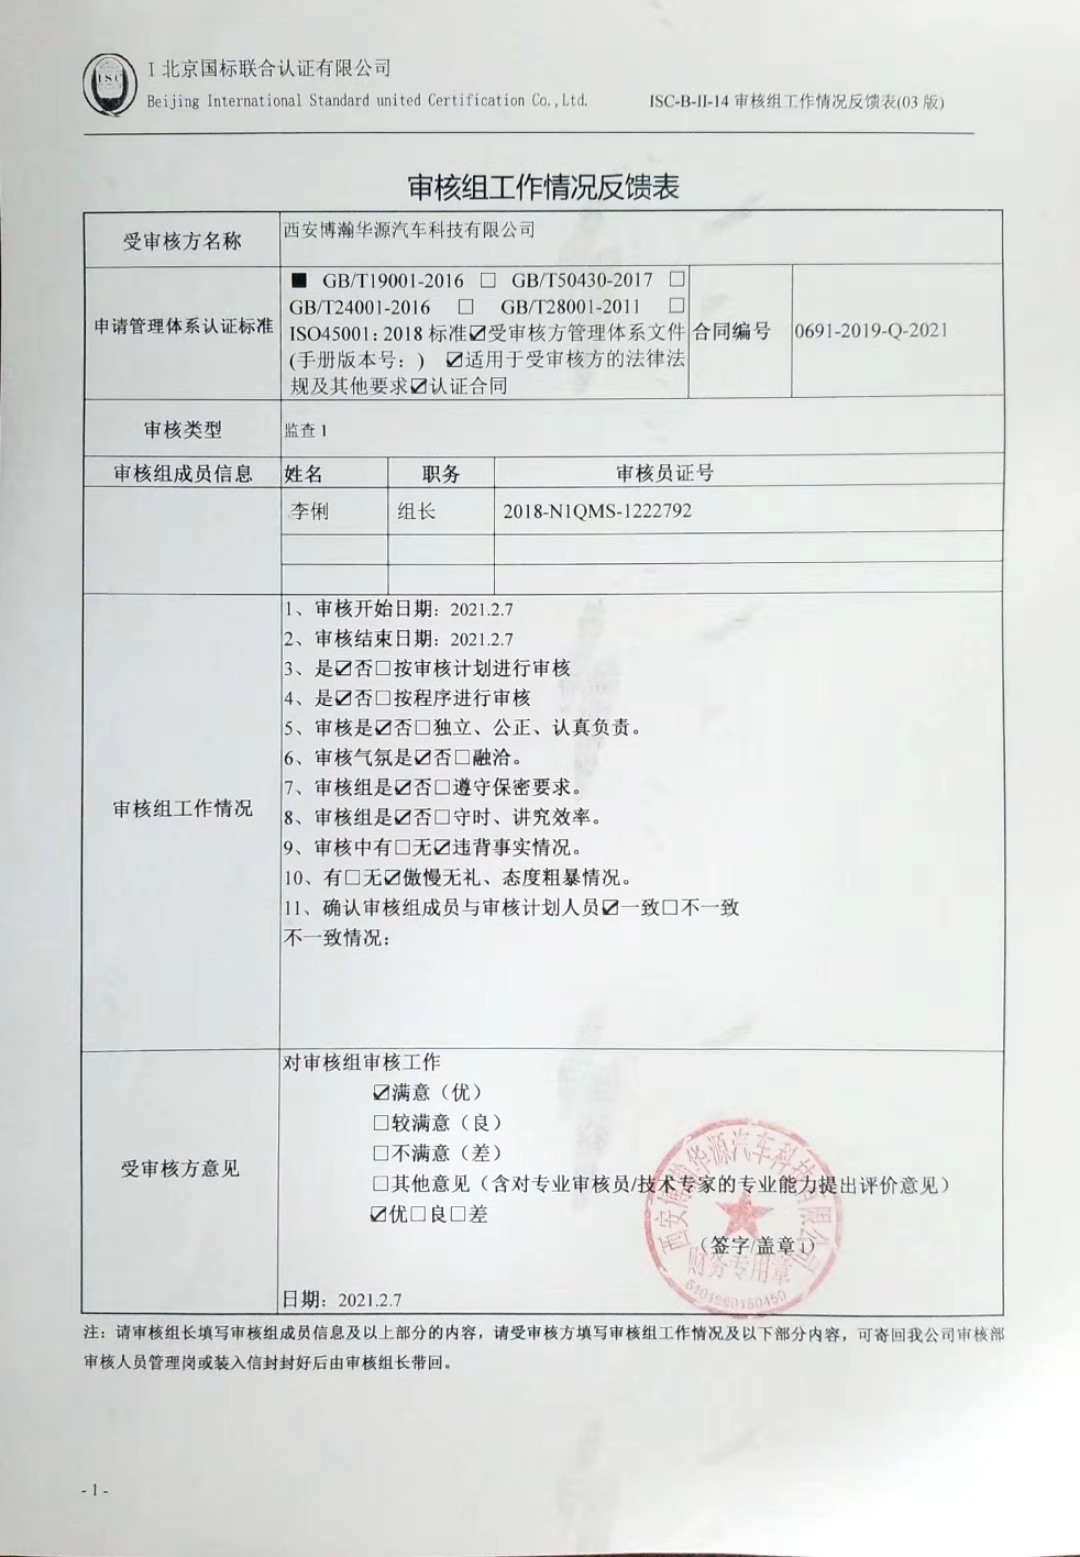 ISC
I 北京国标联合认证有限公司
Beijing International Standard united Certification Co.,Ltd.
ISC-B-II-14 审核组工作情况反馈表(03 版)
审核组工作情况反馈表
受审核方名称
西安博瀚华源汽车科技有限公司
申请管理体系认证标准
■ GB/T19001-2016 □ GB/T50430-2017 □
GB/T24001-2016 □ GB/T28001-2011 □
ISO45001：2018 标准☑受审核方管理体系文件
(手册版本号：) ☑适用于受审核方的法律法
规及其他要求☑认证合同
合同编号
0691-2019-Q-2021
审核类型
监查 1
审核组成员信息
姓名 职务 审核员证号
李俐 组长 2018-N1QMS-1222792
审核组工作情况
1、审核开始日期：2021.2.7
2、审核结束日期：2021.2.7
3、是☑否□按审核计划进行审核
4、是☑否□按程序进行审核
5、审核是☑否□独立、公正、认真负责。
6、审核气氛是☑否□融洽。
7、审核组是☑否□遵守保密要求。
8、审核组是☑否□守时、讲究效率。
9、审核中有□无☑违背事实情况。
10、有□无☑傲慢无礼、态度粗暴情况。
11、确认审核组成员与审核计划人员☑一致□不一致
不一致情况：
受审核方意见
对审核组审核工作
☑满意（优）
□较满意（良）
□不满意（差）
□其他意见（含对专业审核员/技术专家的专业能力提出评价意见）
☑优□良□差
（签字/盖章）
西安博瀚华源汽车科技有限公司
财务专用章
日期：2021.2.7
注：请审核组长填写审核组成员信息及以上部分的内容，请受审核方填写审核组工作情况及以下部分内容，可寄回我公司审核部
审核人员管理岗或装入信封封好后由审核组长带回。
- 1 -